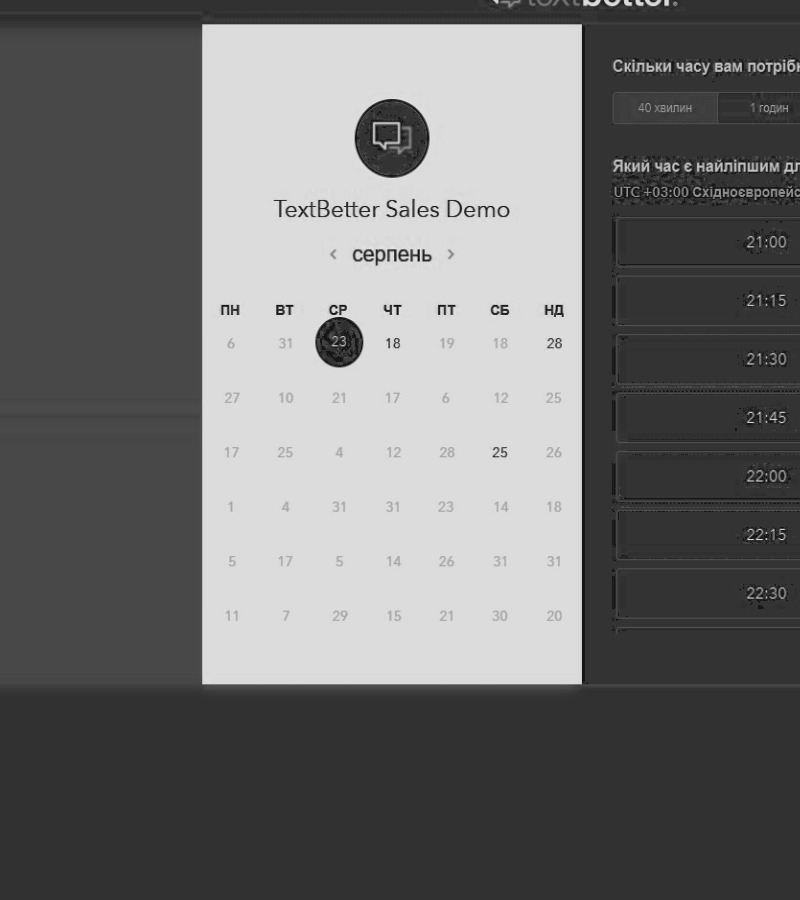 textbetter.
TextBetter Sales Demo
‹ серпень ›
ПН ВТ СР ЧТ ПТ СБ НД
6 31 23 18 19 18 28
27 10 21 17 6 12 25
17 25 4 12 28 25 26
1 4 31 31 23 14 18
5 17 5 14 26 31 31
11 7 29 15 21 30 20
Скільки часу вам потрібн
40 хвилин 1 годин
Який час є найліпшим дл
UTC +03:00 Східноєвропейс
21:00
21:15
21:30
21:45
22:00
22:15
22:30